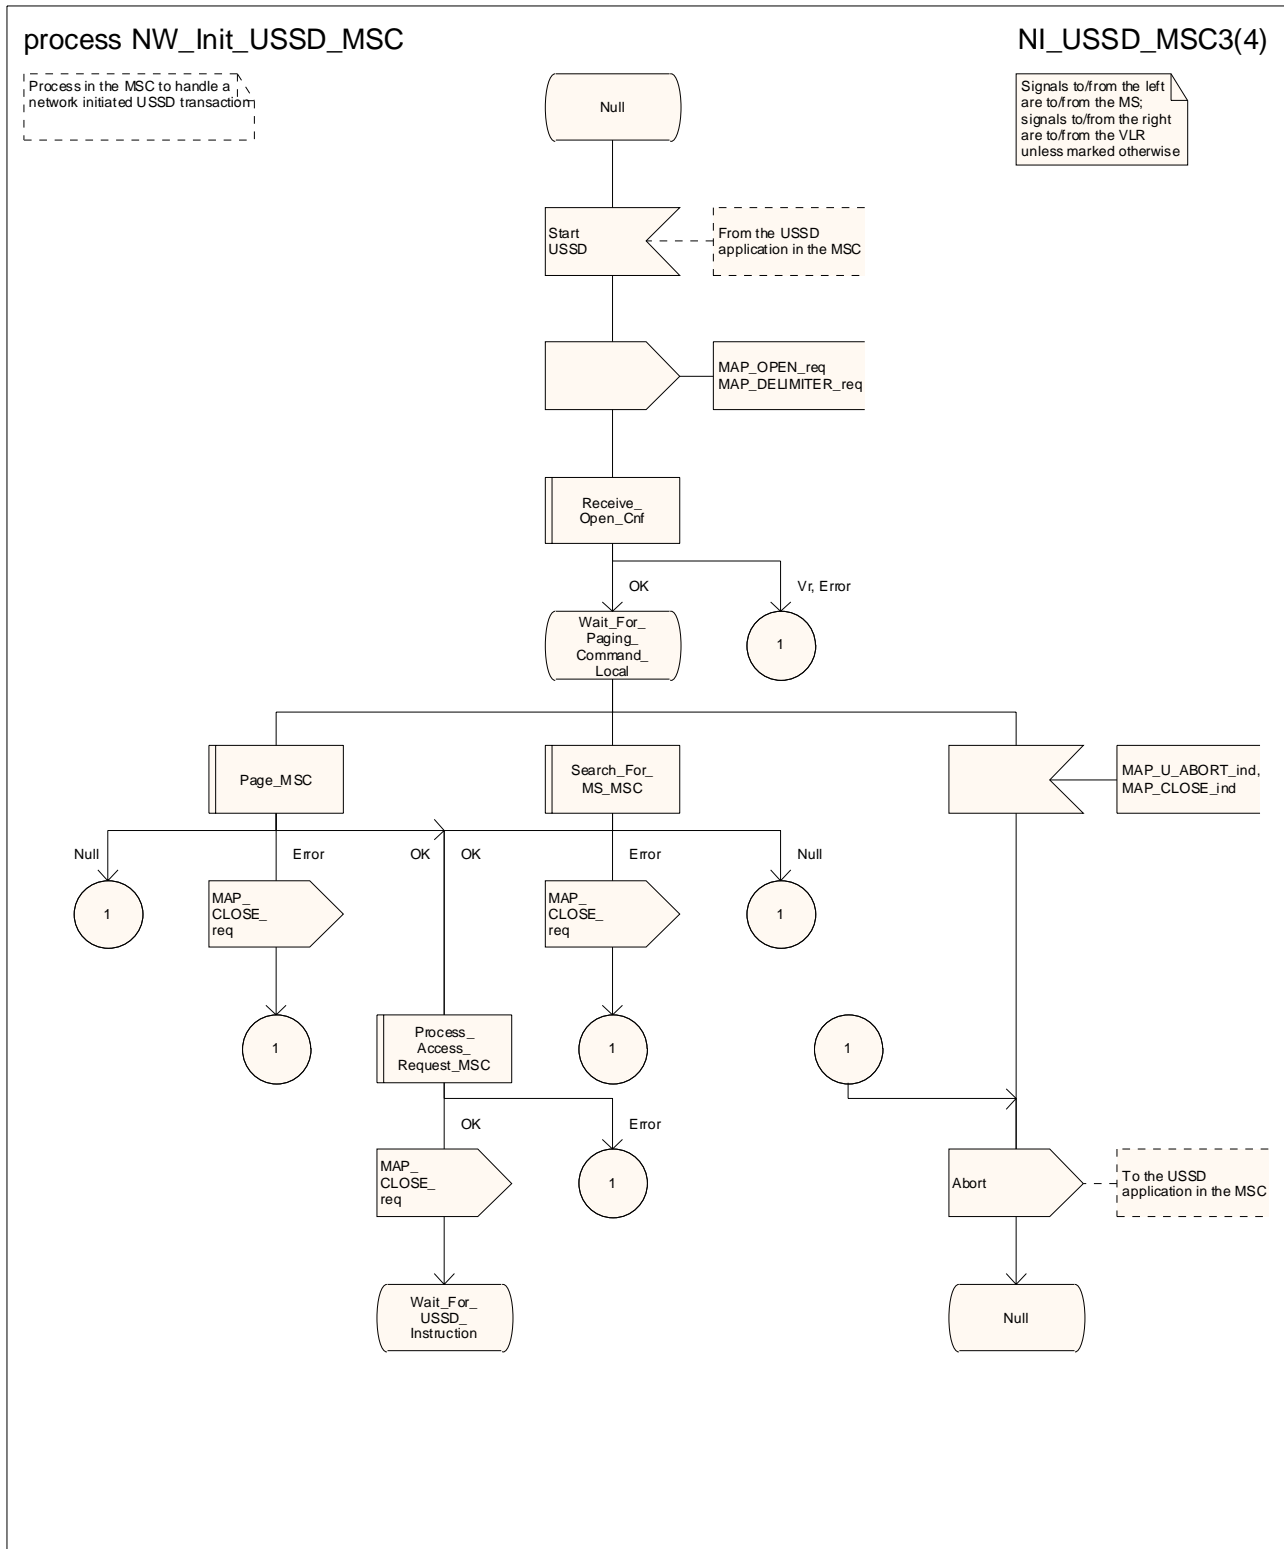 process NW_Init_USSD_MSC
NI_USSD_MSC3(4)
Process in the MSC to handle a
network initiated USSD transaction
Signals to/from the left
are to/from the MS;
signals to/from the right
are to/from the VLR
unless marked otherwise
Null
Start
USSD
From the USSD
application in the MSC
MAP_OPEN_req
MAP_DELIMITER_req
Receive_
Open_Cnf
OK
Vr, Error
Wait_For_
Paging_
Command_
Local
1
Page_MSC
Search_For_
MS_MSC
MAP_U_ABORT_ind,
MAP_CLOSE_ind
Null
Error
OK
OK
Error
Null
1
MAP_
CLOSE_
req
MAP_
CLOSE_
req
1
1
Process_
Access_
Request_MSC
1
1
OK
Error
MAP_
CLOSE_
req
1
Abort
To the USSD
application in the MSC
Wait_For_
USSD_
Instruction
Null